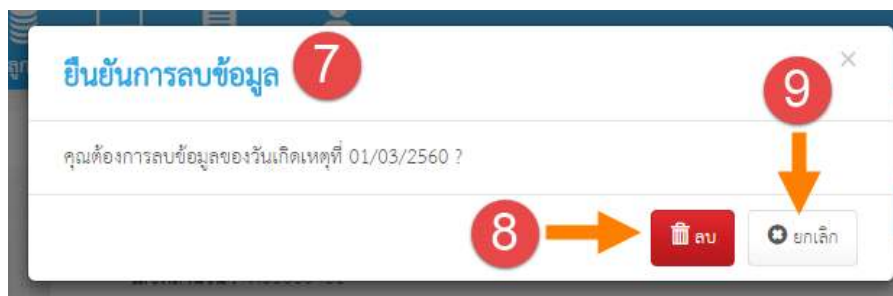 ยืนยันการลบข้อมูล
7
×
9
คุณต้องการลบข้อมูลของวันเกิดเหตุที่ 01/03/2560 ?
8
ลบ
ยกเลิก